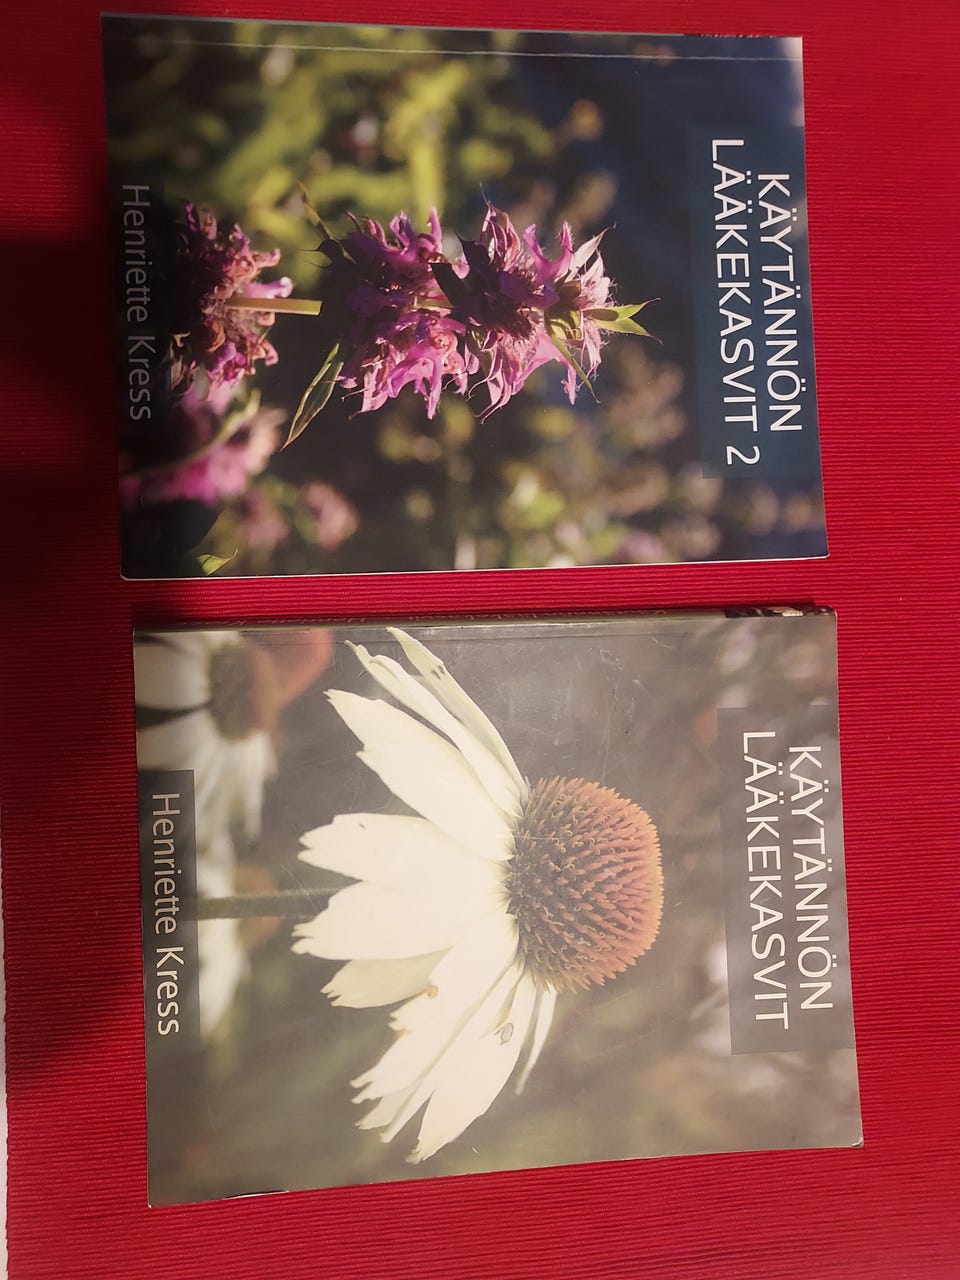 KÄYTÄNNÖN
LÄÄKEKASVIT 2
Henriette Kress
KÄYTÄNNÖN
LÄÄKEKASVIT
Henriette Kress